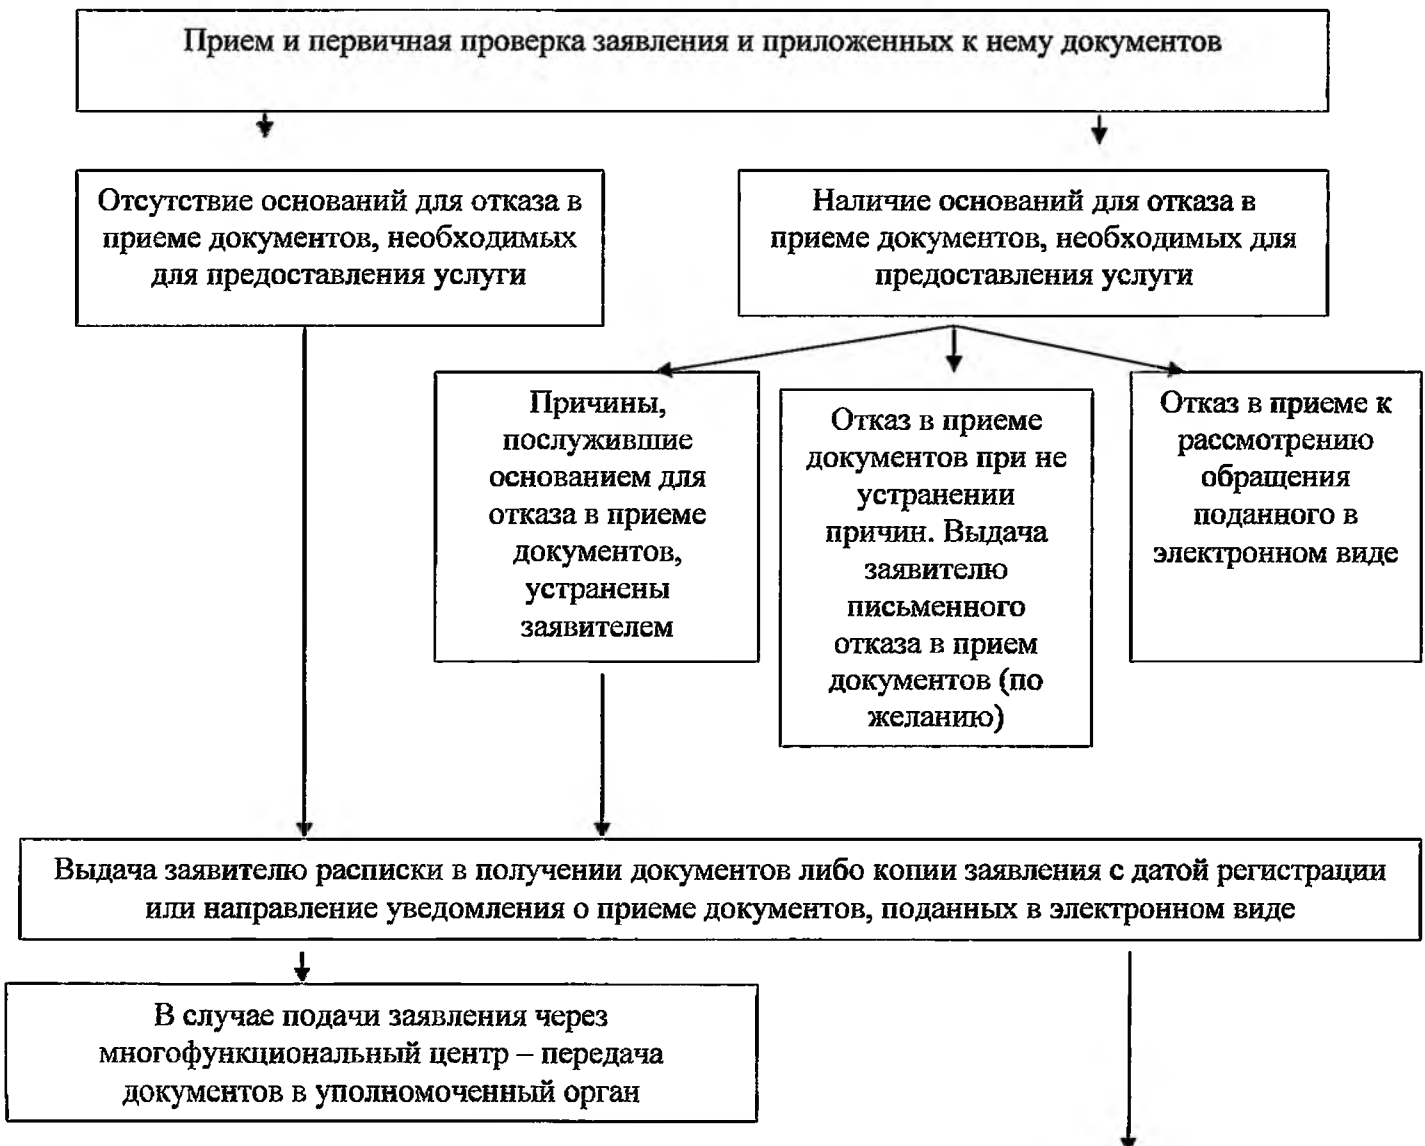 Прием и первичная проверка заявления и приложенных к нему документов
Отсутствие оснований для отказа в
приеме документов, необходимых
для предоставления услуги
Наличие оснований для отказа в
приеме документов, необходимых для
предоставления услуги
Причины,
послужившие
основанием для
отказа в приеме
документов,
устранены
заявителем
Отказ в приеме
документов при не
устранении
причин. Выдача
заявителю
письменного
отказа в прием
документов (по
желанию)
Отказ в приеме к
рассмотрению
обращения
поданного в
электронном виде
Выдача заявителю расписки в получении документов либо копии заявления с датой регистрации
или направление уведомления о приеме документов, поданных в электронном виде
В случае подачи заявления через
многофункциональный центр – передача
документов в уполномоченный орган